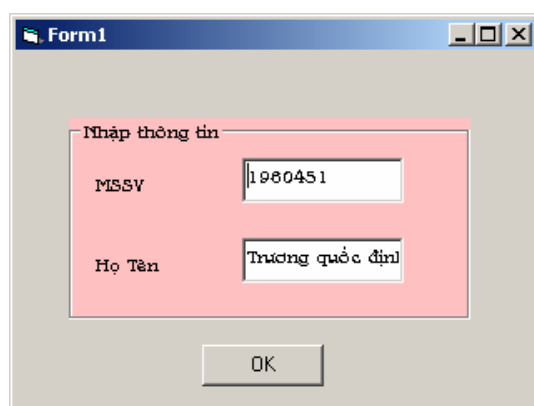 Form1
Nhập thông tin
MSSV
1960451
Họ Tên
Trương quốc địn
OK